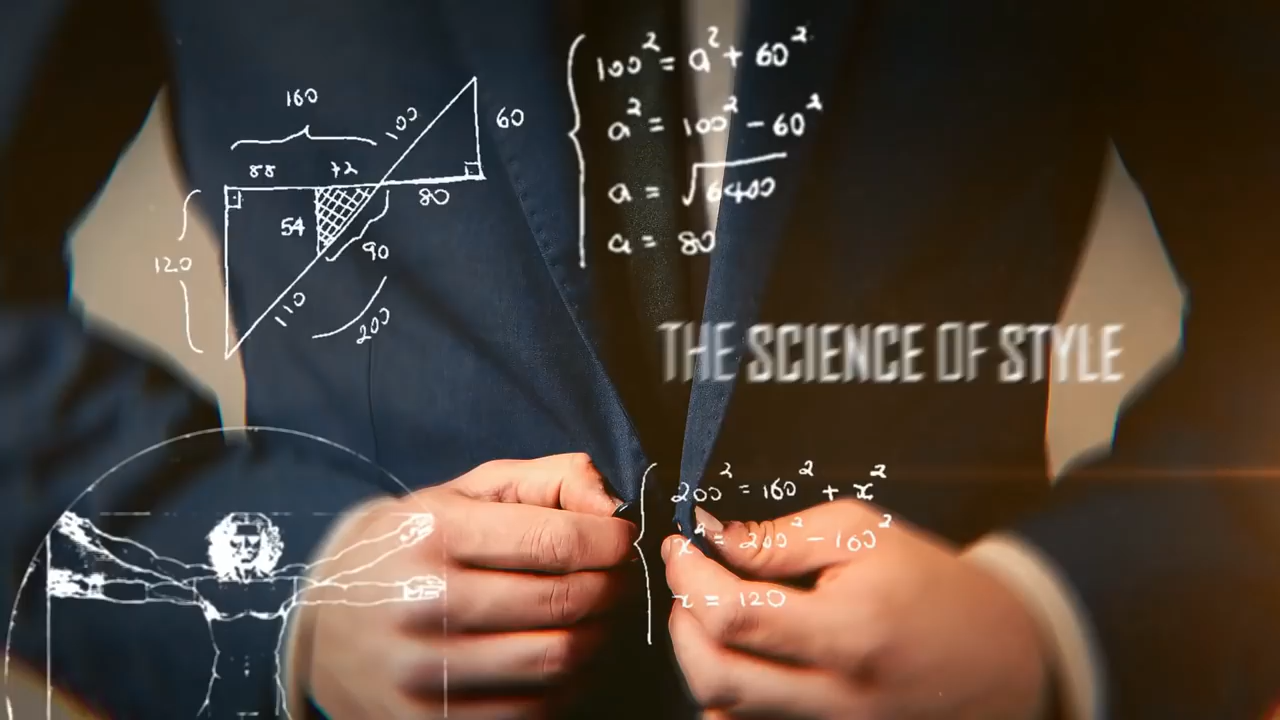 160
100
60
88
72
80
54
90
120
110
200
100² = a² + 60²
a² = 100² - 60²
a = √6400
a = 80
THE SCIENCE OF STYLE
200² = 160² + x²
x² = 200² - 160²
x = 120